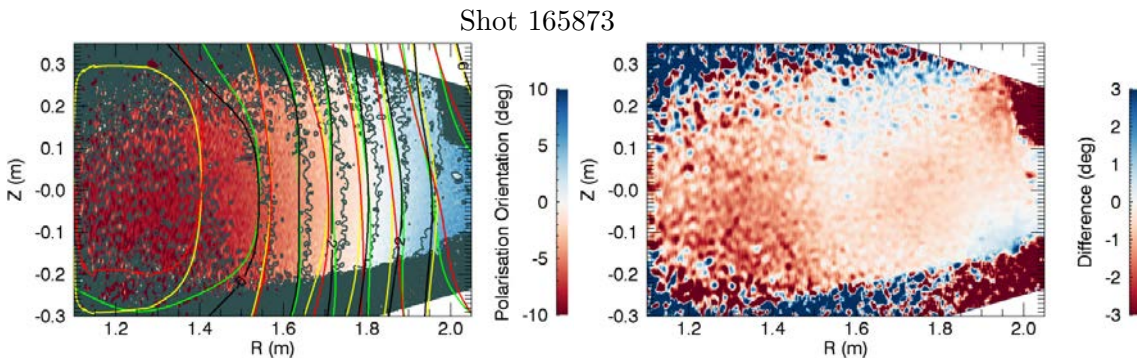 Shot 165873
0.3
0.2
0.1
-0.0
-0.1
-0.2
-0.3
Z (m)
1.2 1.4 1.6 1.8 2.0
R (m)
10
5
0
-5
-10
Polarisation Orientation (deg)
0.3
0.2
0.1
-0.0
-0.1
-0.2
-0.3
Z (m)
1.2 1.4 1.6 1.8 2.0
R (m)
3
2
1
0
-1
-2
-3
Difference (deg)